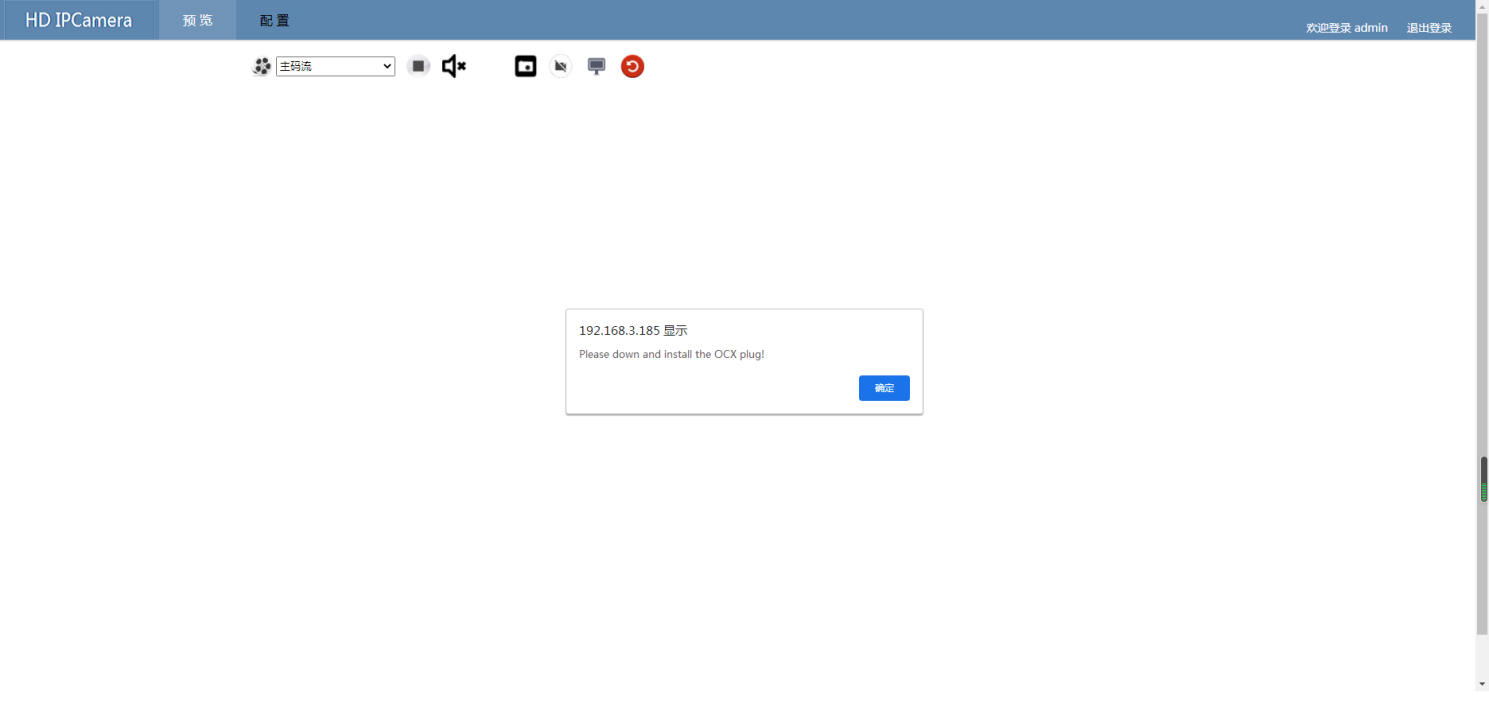 HD IPCamera
预 览
配 置
欢迎登录 admin
退出登录
主码流
192.168.3.185 显示
Please down and install the OCX plug!
确定